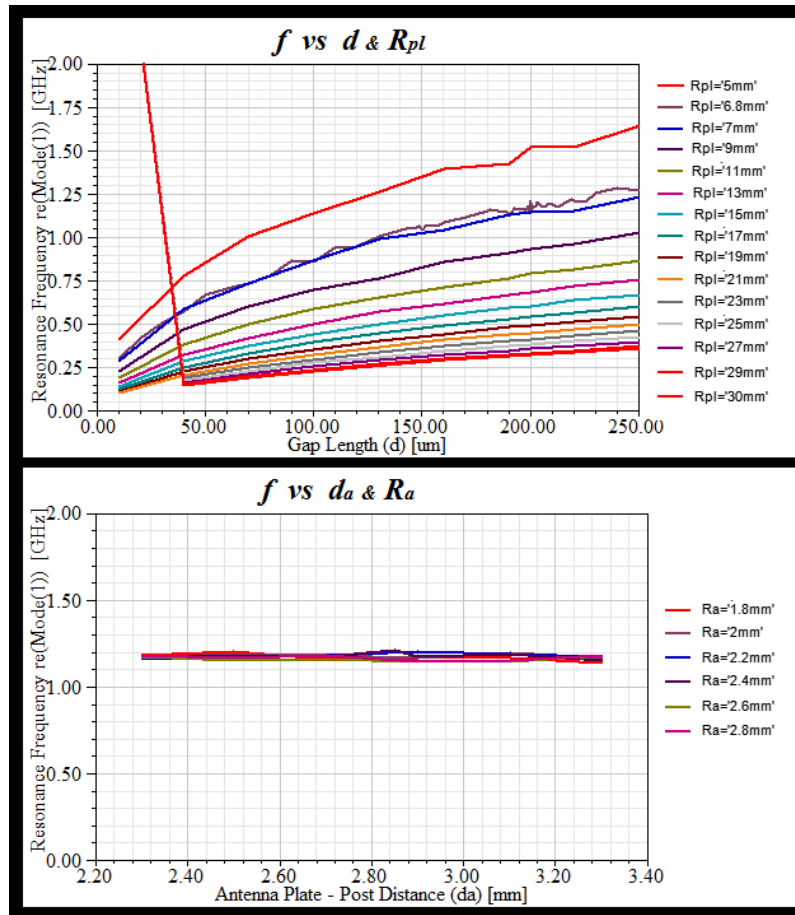 f vs d & Rpl
Resonance Frequency re(Mode(1)) [GHz]
2.00
1.75
1.50
1.25
1.00
0.75
0.50
0.25
0.00
0.00 50.00 100.00 150.00 200.00 250.00
Gap Length (d) [um]
Rpl='5mm'
Rpl='6.8mm'
Rpl='7mm'
Rpl='9mm'
Rpl='11mm'
Rpl='13mm'
Rpl='15mm'
Rpl='17mm'
Rpl='19mm'
Rpl='21mm'
Rpl='23mm'
Rpl='25mm'
Rpl='27mm'
Rpl='29mm'
Rpl='30mm'
f vs da & Ra
Resonance Frequency re(Mode(1)) [GHz]
2.00
1.50
1.00
0.50
0.00
2.20 2.40 2.60 2.80 3.00 3.20 3.40
Antenna Plate - Post Distance (da) [mm]
Ra='1.8mm'
Ra='2mm'
Ra='2.2mm'
Ra='2.4mm'
Ra='2.6mm'
Ra='2.8mm'